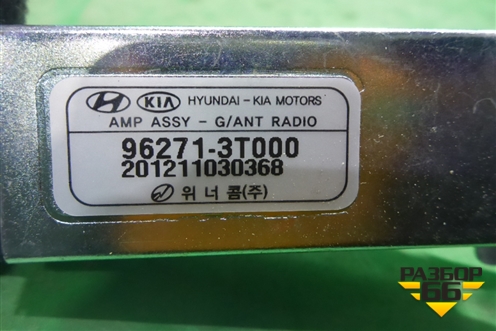 KIA HYUNDAI - KIA MOTORS
AMP ASSY - G/ANT RADIO
96271-3T000
201211030368
위너콤(주)
РАЗБОР
66